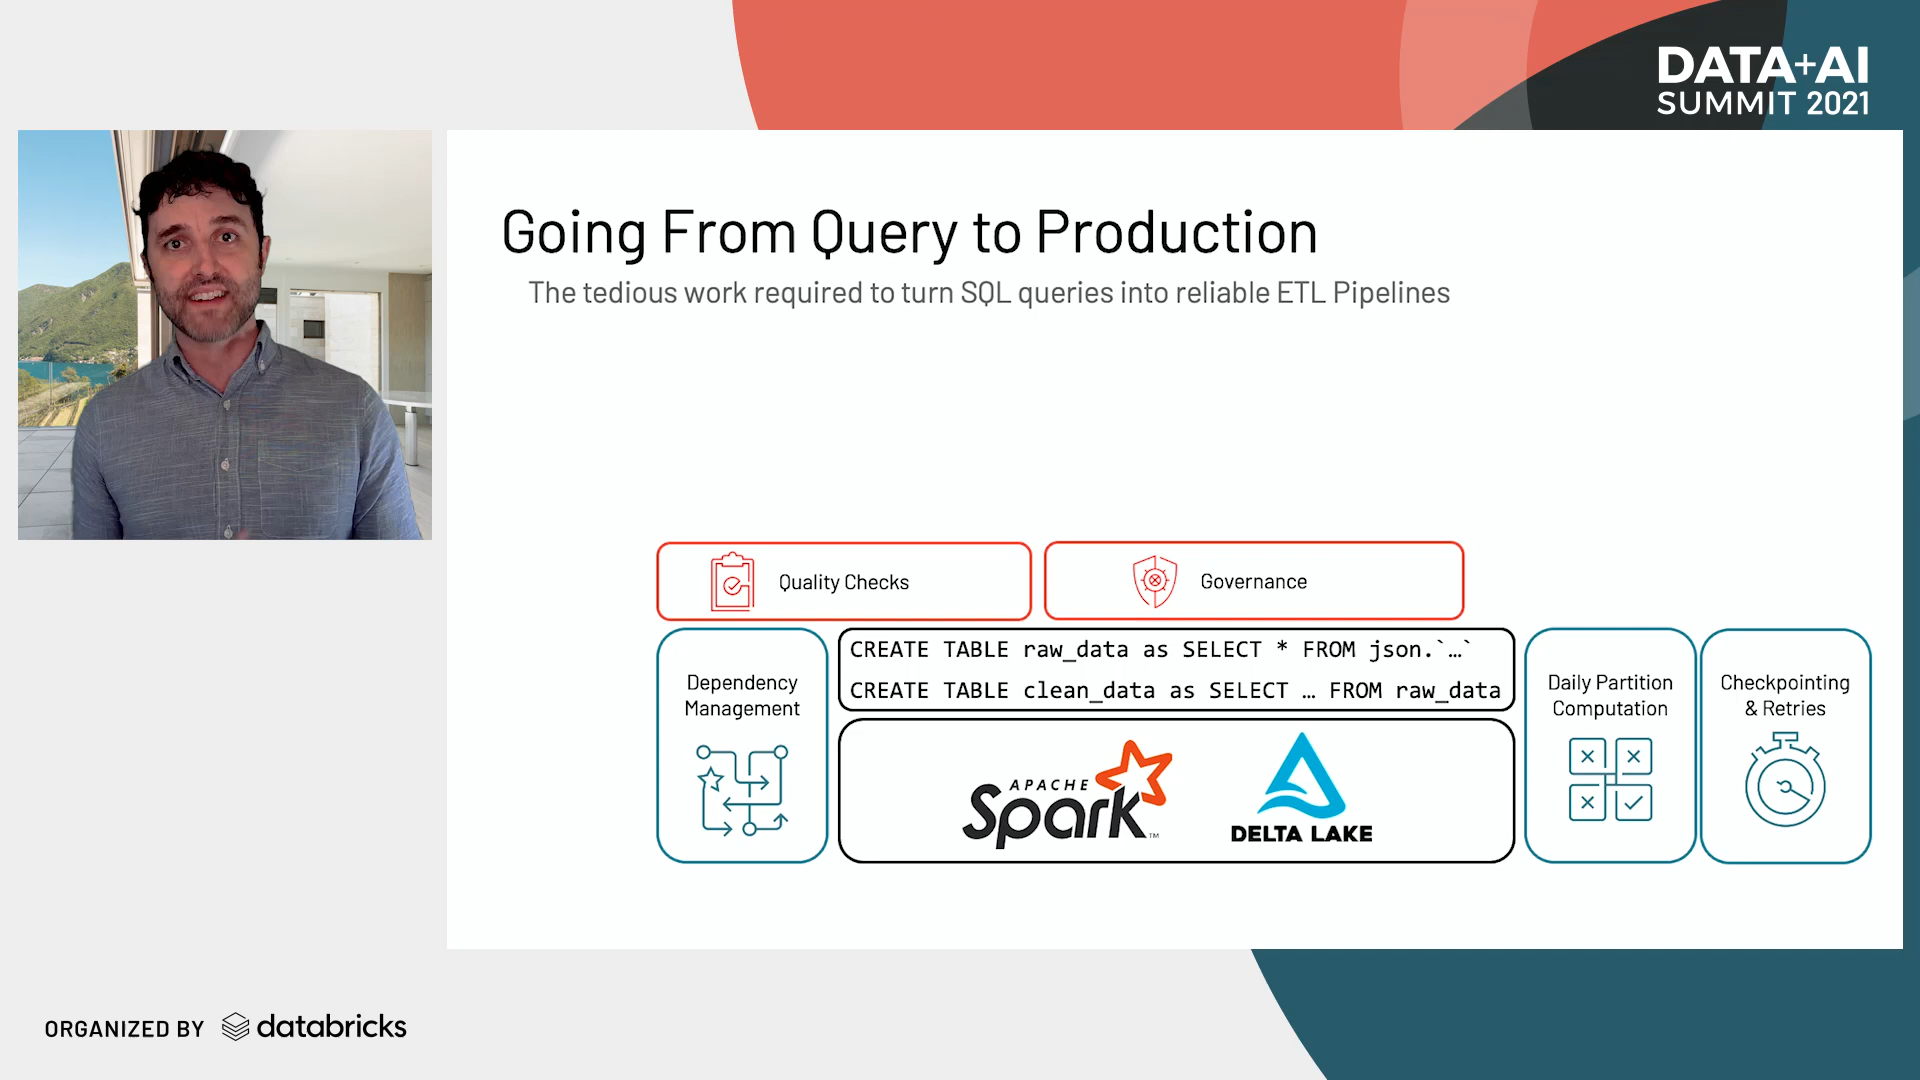 DATA+AI
SUMMIT 2021
Going From Query to Production
The tedious work required to turn SQL queries into reliable ETL Pipelines
Quality Checks
Governance
Dependency
Management
CREATE TABLE raw_data as SELECT * FROM json.`…`
CREATE TABLE clean_data as SELECT … FROM raw_data
Daily Partition
Computation
Checkpointing
& Retries
APACHE
Spark™
DELTA LAKE
ORGANIZED BY databricks